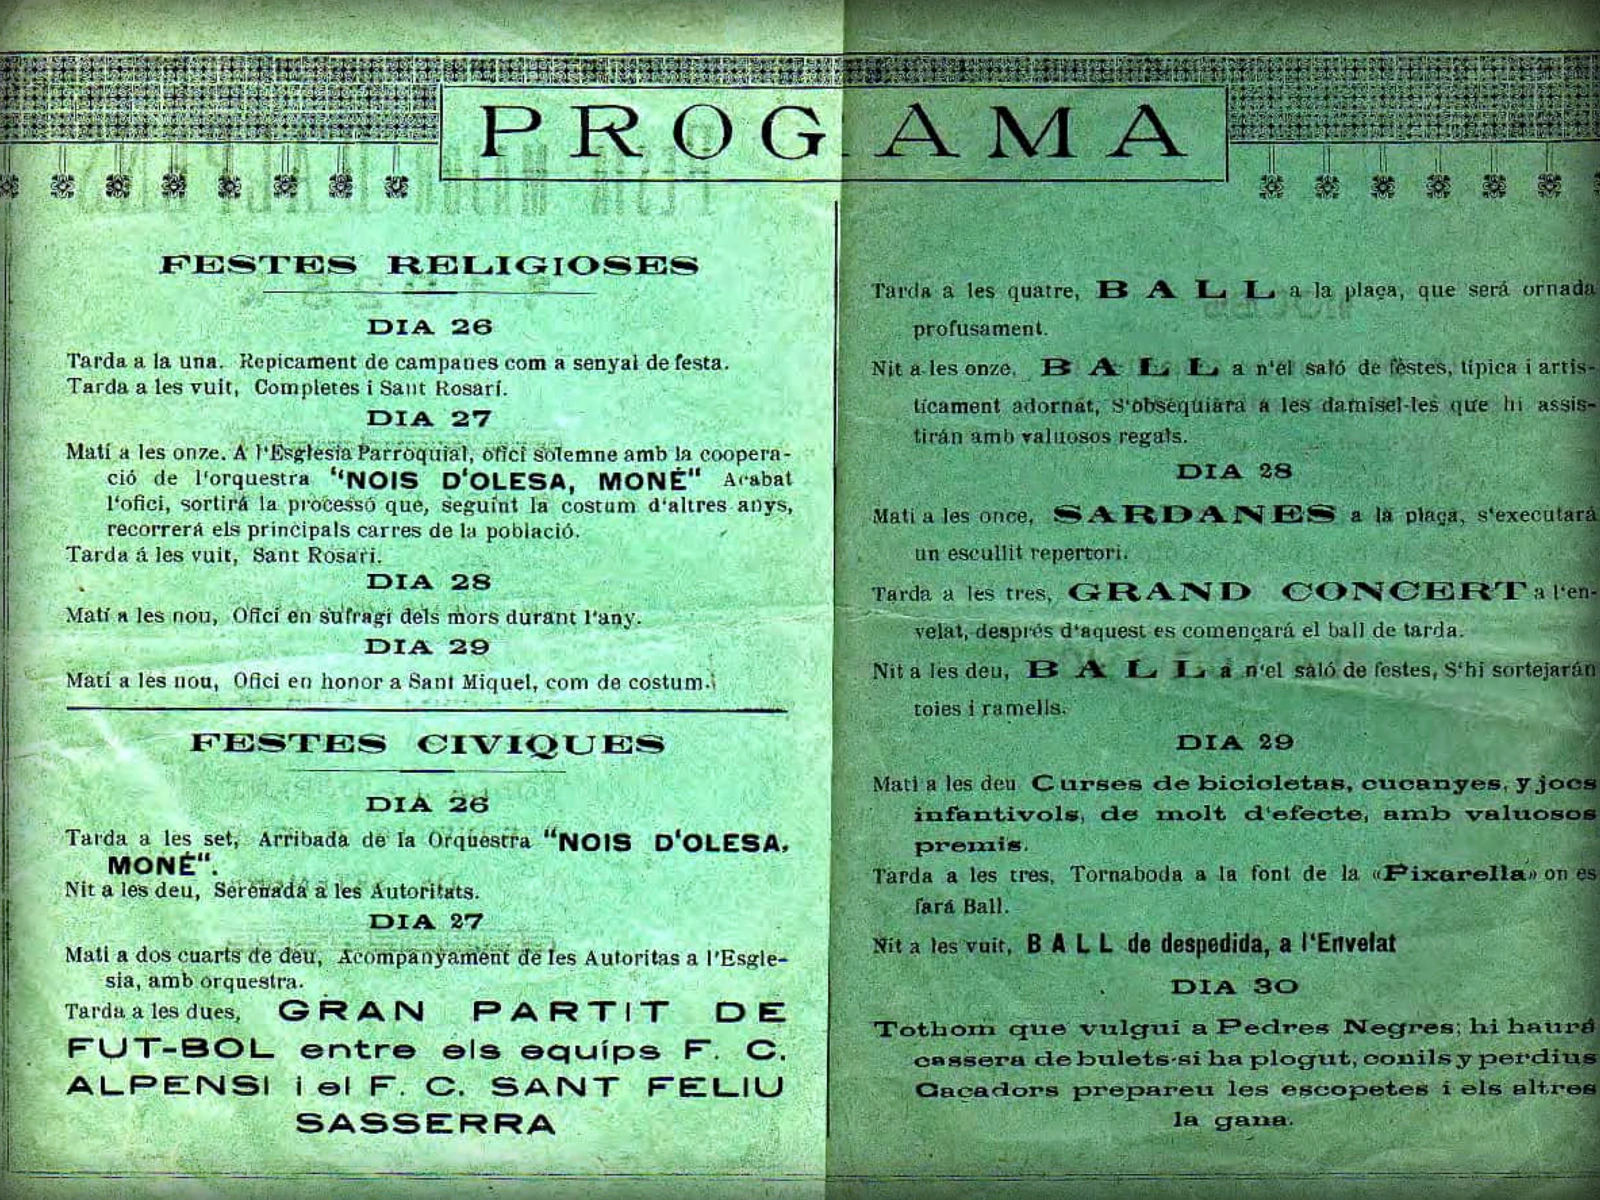 PROGAMA
FESTES RELIGIOSES
DIA 26
Tarda a la una. Repicament de campanes com a senyal de festa.
Tarda a les vuit, Completes i Sant Rosari.
DIA 27
Matí a les onze. A l'Esglesia Parroquial, ofici solemne amb la coopera-
ció de l'orquestra "NOIS D'OLESA, MONÉ" Acabat
l'ofici, sortirá la processó que, seguint la costum d'altres anys,
recorrerá els principals carres de la població.
Tarda á les vuit, Sant Rosari.
DIA 28
Matí a les nou, Ofici en sufragi dels mors durant l'any.
DIA 29
Matí a les nou, Ofici en honor a Sant Miquel, com de costum.
FESTES CIVIQUES
DIA 26
Tarda a les set, Arribada de la Orquestra "NOIS D'OLESA,
MONÉ".
Nit a les deu, Serenada a les Autoritats.
DIA 27
Mati a dos cuarts de deu, Acompanyament de les Autoritas a l'Esgle-
sia, amb orquestra.
Tarda a les dues, GRAN PARTIT DE
FUT-BOL entre els equips F. C.
ALPENSI i el F. C. SANT FELIU
SASSERRA
Tarda a les quatre, BALL a la plaça, que será ornada
profusament.
Nit a les onze, BALL a n'el saló de festes, típica i artis-
ticament adornat, S'obsequiara a les damisel-les que hi assis-
tirán amb valuosos regals.
DIA 28
Mati a les once, SARDANES a la plaça, s'executará
un escullit repertori.
Tarda a les tres, GRAND CONCERT a l'en-
velat, després d'aquest es començará el ball de tarda.
Nit a les deu, BALL a n'el saló de festes, S'hi sortejarán
toies i ramells.
DIA 29
Mati a les deu Curses de bicicletas, cucanyes, y jocs
infantivols, de molt d'efecte, amb valuosos
premis.
Tarda a les tres, Tornaboda a la font de la «Pixarella» on es
fará Ball.
Nit a les vuit, BALL de despedida, a l'Envelat
DIA 30
Tothom que vulgui a Pedres Negres; hi haurá
cassera de bulets-si ha plogut, conils y perdius
Caçadors prepareu les escopetes i els altres
la gana.